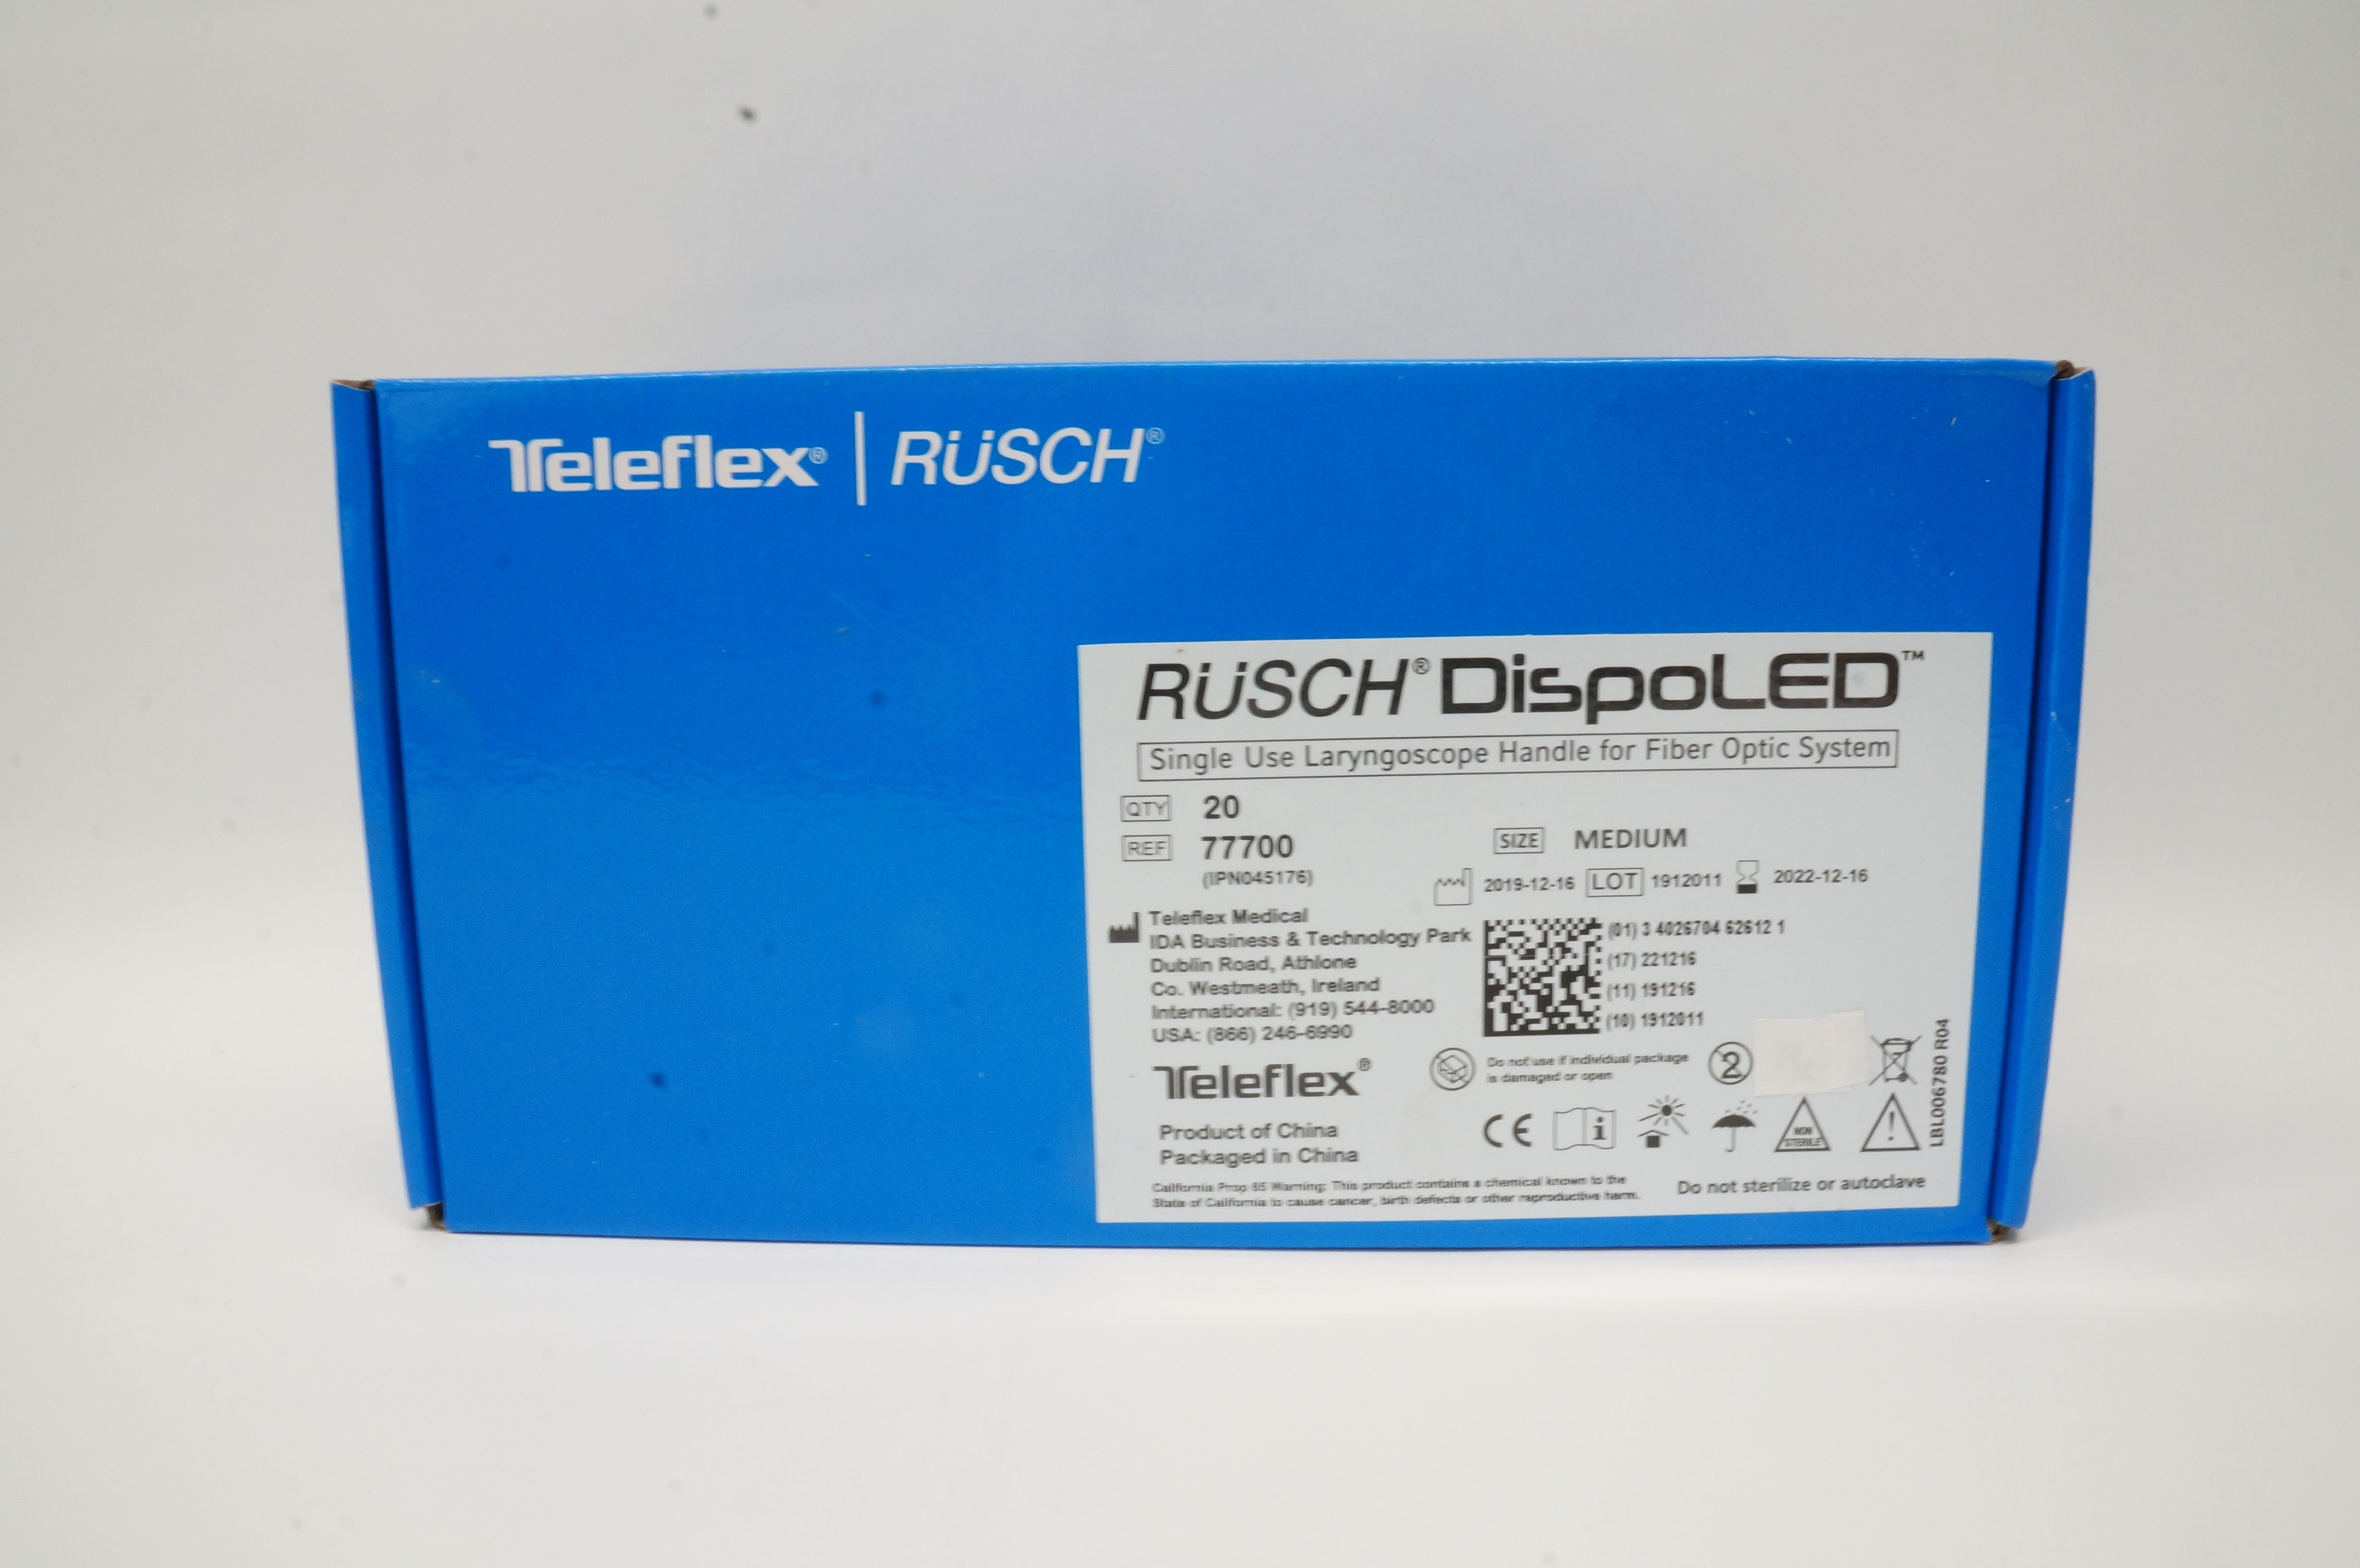 Teleflex® | RÜSCH®
RÜSCH® DispoLED™
Single Use Laryngoscope Handle for Fiber Optic System
QTY 20
REF 77700
(IPN045176)
SIZE MEDIUM
2019-12-16 LOT 1912011 2022-12-16
Teleflex Medical
IDA Business & Technology Park
Dublin Road, Athlone
Co. Westmeath, Ireland
International: (919) 544-8000
USA: (866) 246-6990
(01) 3 4026704 62612 1
(17) 221216
(11) 191216
(10) 1912011
Teleflex®
Do not use if individual package
is damaged or open
2
Product of China
Packaged in China
CE
i
NON
STERILE
!
LBL006780 R04
California Prop 65 Warning: This product contains a chemical known to the
State of California to cause cancer, birth defects or other reproductive harm.
Do not sterilize or autoclave